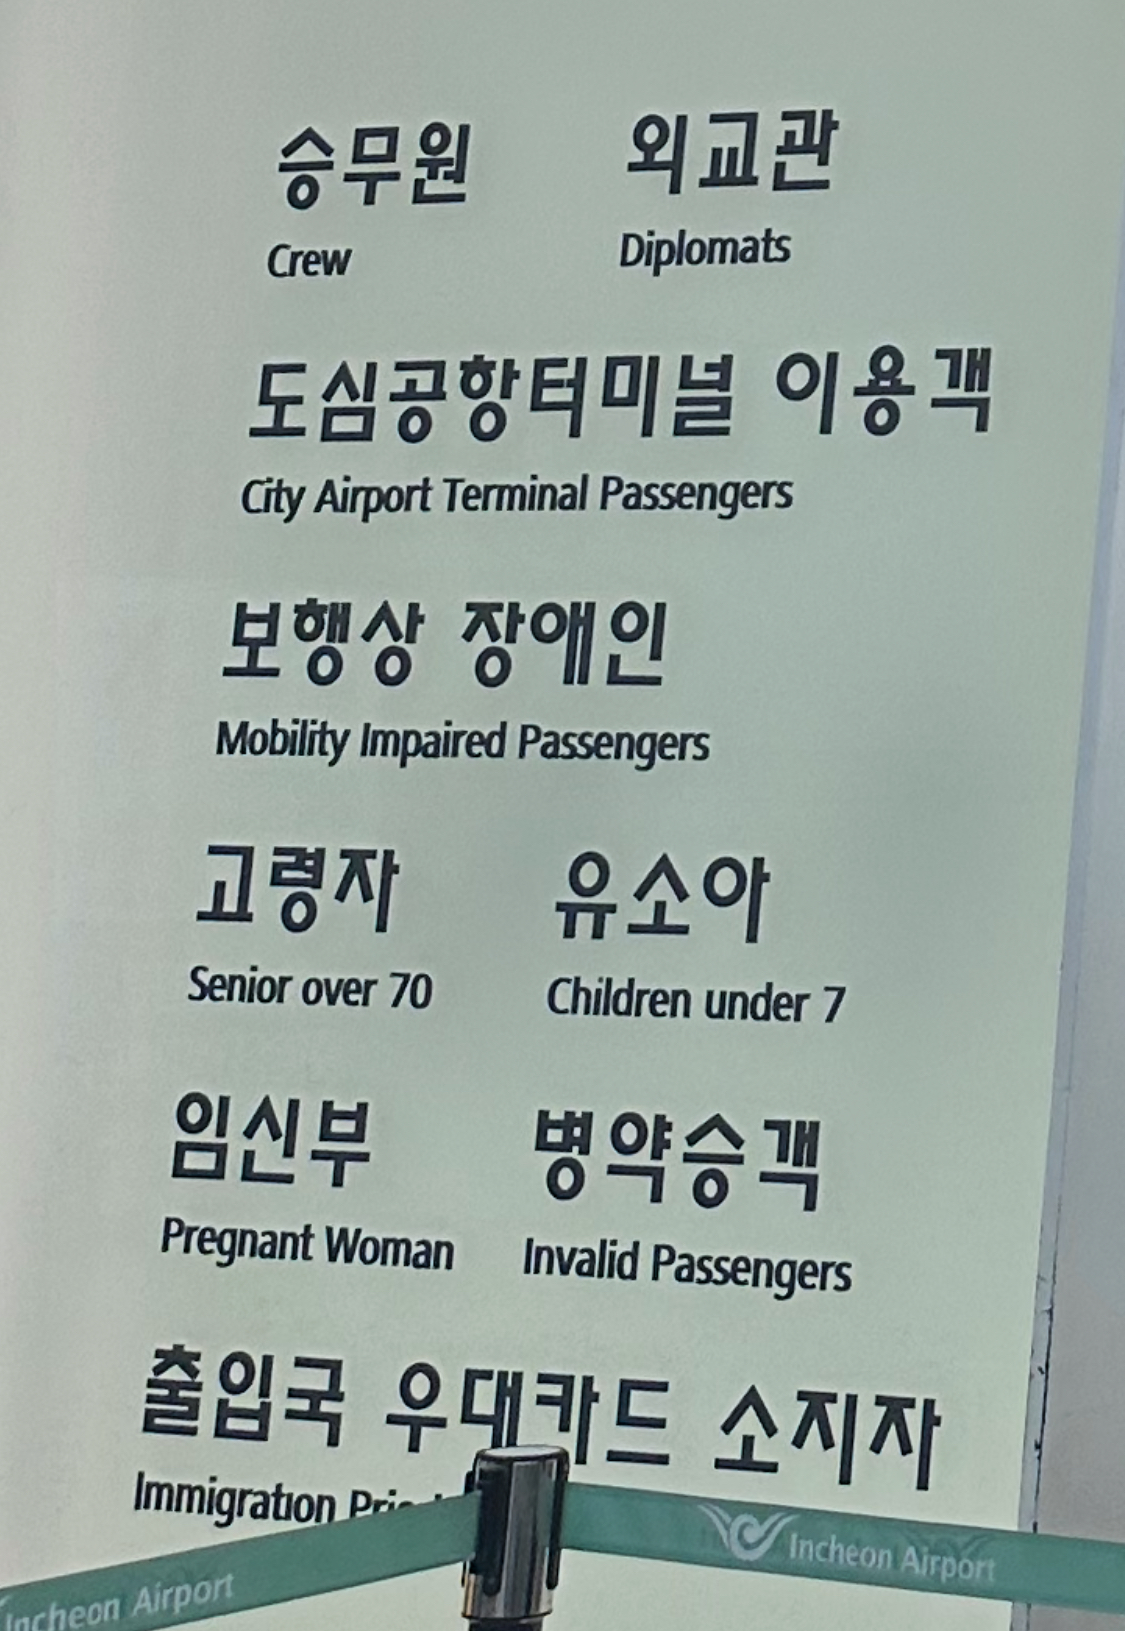 승무원 외교관
Crew Diplomats
도심공항터미널 이용객
City Airport Terminal Passengers
보행상 장애인
Mobility Impaired Passengers
고령자 유소아
Senior over 70 Children under 7
임신부 병약승객
Pregnant Woman Invalid Passengers
출입국 우대카드 소지자
Immigration
Incheon Airport
Incheon Airport